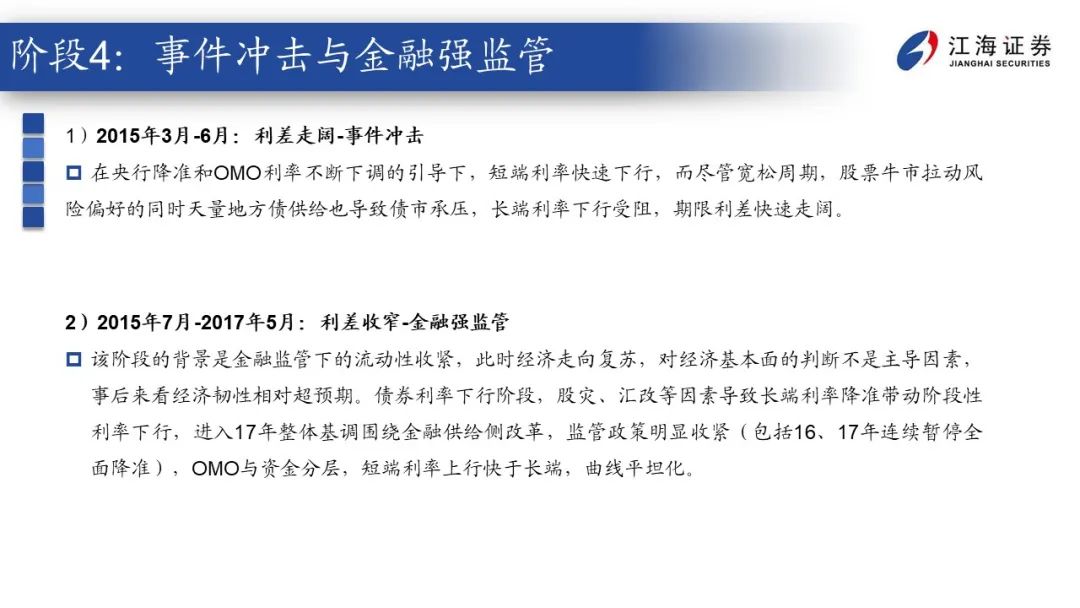 阶段4：事件冲击与金融强监管
江海证券
JIANGHAI SECURITIES
1）2015年3月-6月：利差走阔-事件冲击
在央行降准和OMO利率不断下调的引导下，短端利率快速下行，而尽管宽松周期，股票牛市拉动风
险偏好的同时天量地方债供给也导致债市承压，长端利率下行受阻，期限利差快速走阔。
2）2015年7月-2017年5月：利差收窄-金融强监管
该阶段的背景是金融监管下的流动性收紧，此时经济走向复苏，对经济基本面的判断不是主导因素，
事后来看经济韧性相对超预期。债券利率下行阶段，股灾、汇改等因素导致长端利率降准带动阶段性
利率下行，进入17年整体基调围绕金融供给侧改革，监管政策明显收紧（包括16、17年连续暂停全
面降准），OMO与资金分层，短端利率上行快于长端，曲线平坦化。